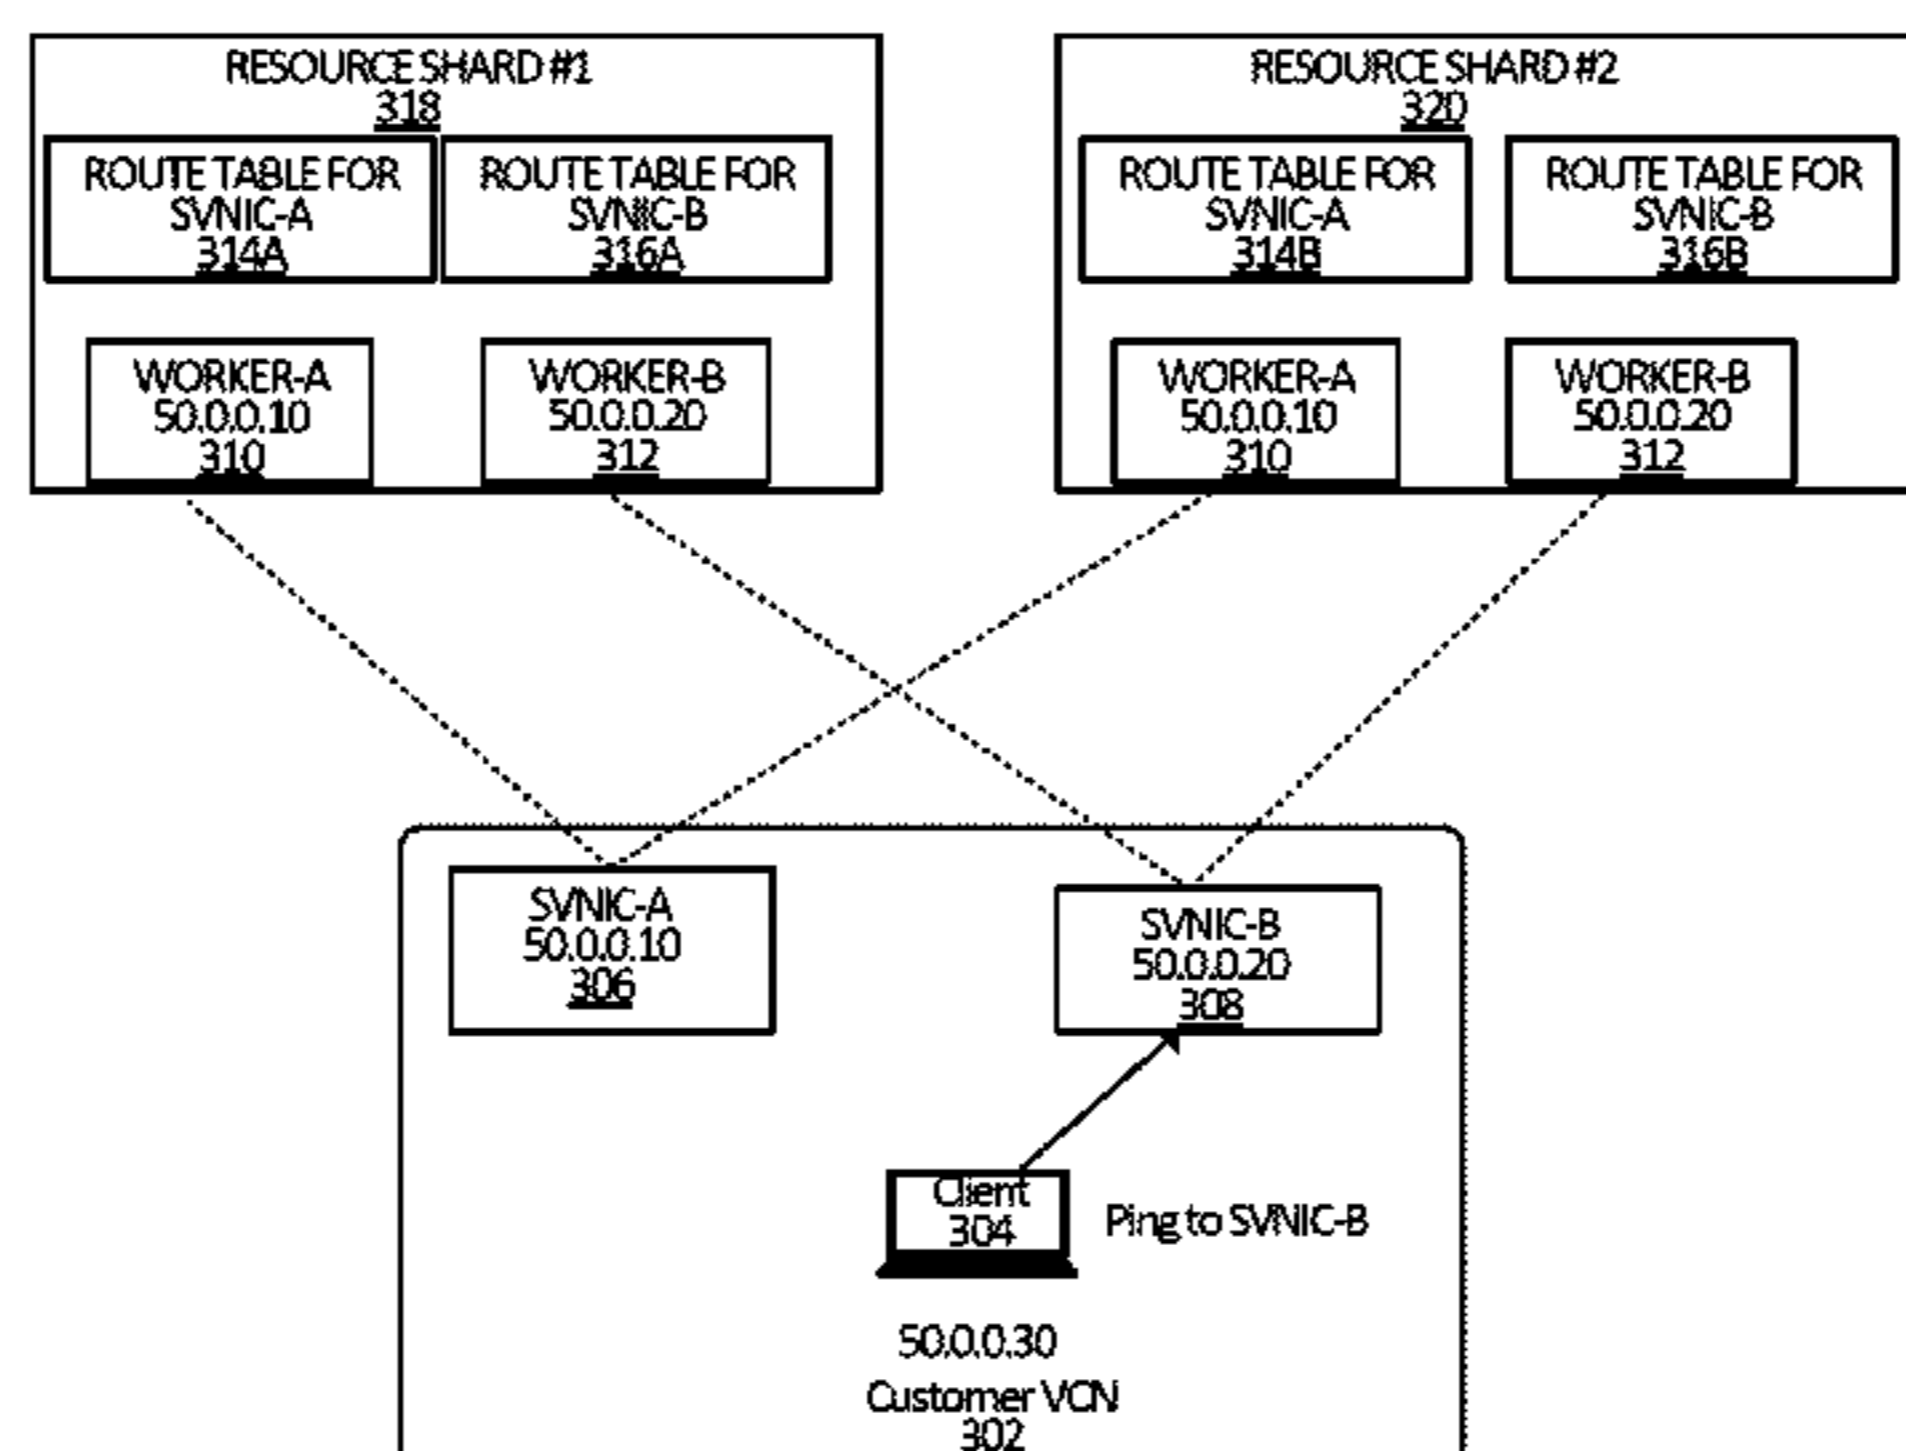 RESOURCE SHARD #1
318
ROUTE TABLE FOR
SVNIC-A
314A
ROUTE TABLE FOR
SVNIC-B
316A
WORKER-A
50.0.0.10
310
WORKER-B
50.0.0.20
312
RESOURCE SHARD #2
320
ROUTE TABLE FOR
SVNIC-A
314B
ROUTE TABLE FOR
SVNIC-B
316B
WORKER-A
50.0.0.10
310
WORKER-B
50.0.0.20
312
SVNIC-A
50.0.0.10
306
SVNIC-B
50.0.0.20
308
Client
304
Ping to SVNIC-B
50.0.0.30
Customer VCN
302